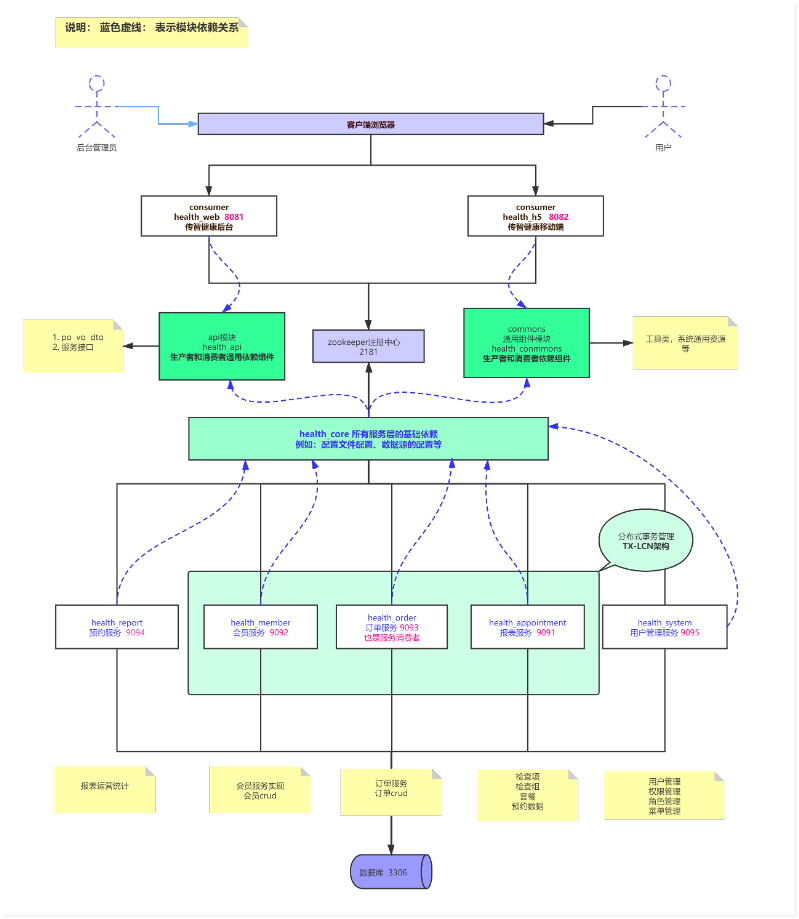 说明： 蓝色虚线： 表示模块依赖关系
后台管理员
客户端浏览器
用户
consumer
health_web 8081
传智健康后台
consumer
health_h5 8082
传智健康移动端
1. po vo dto
2. 服务接口
api模块
health_api
生产者和消费者通用依赖组件
zookeeper注册中心
2181
commons
通用组件模块
health_conmmons
生产者和消费者依赖组件
工具类，系统通用资源
等
health_core 所有服务层的基础依赖
例如：配置文件配置、数据源的配置等
分布式事务管理
TX-LCN架构
health_report
预约服务 9094
health_member
会员服务 9092
health_order
订单服务 9093
也是服务消费者
health_appointment
报表服务 9091
health_system
用户管理服务 9095
报表运营统计
会员服务实现
会员crud
订单服务
订单crud
检查项
检查组
套餐
预约数据
用户管理
权限管理
角色管理
菜单管理
数据库 3306